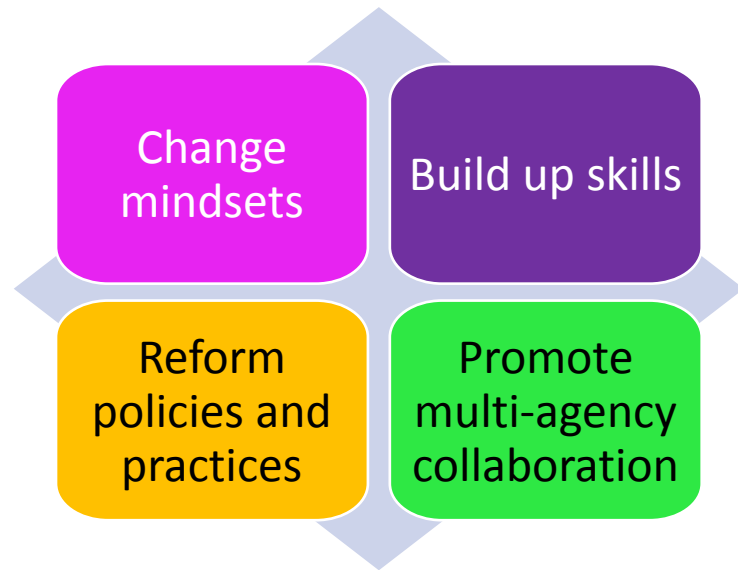 Change
mindsets
Build up skills
Reform
policies and
practices
Promote
multi-agency
collaboration